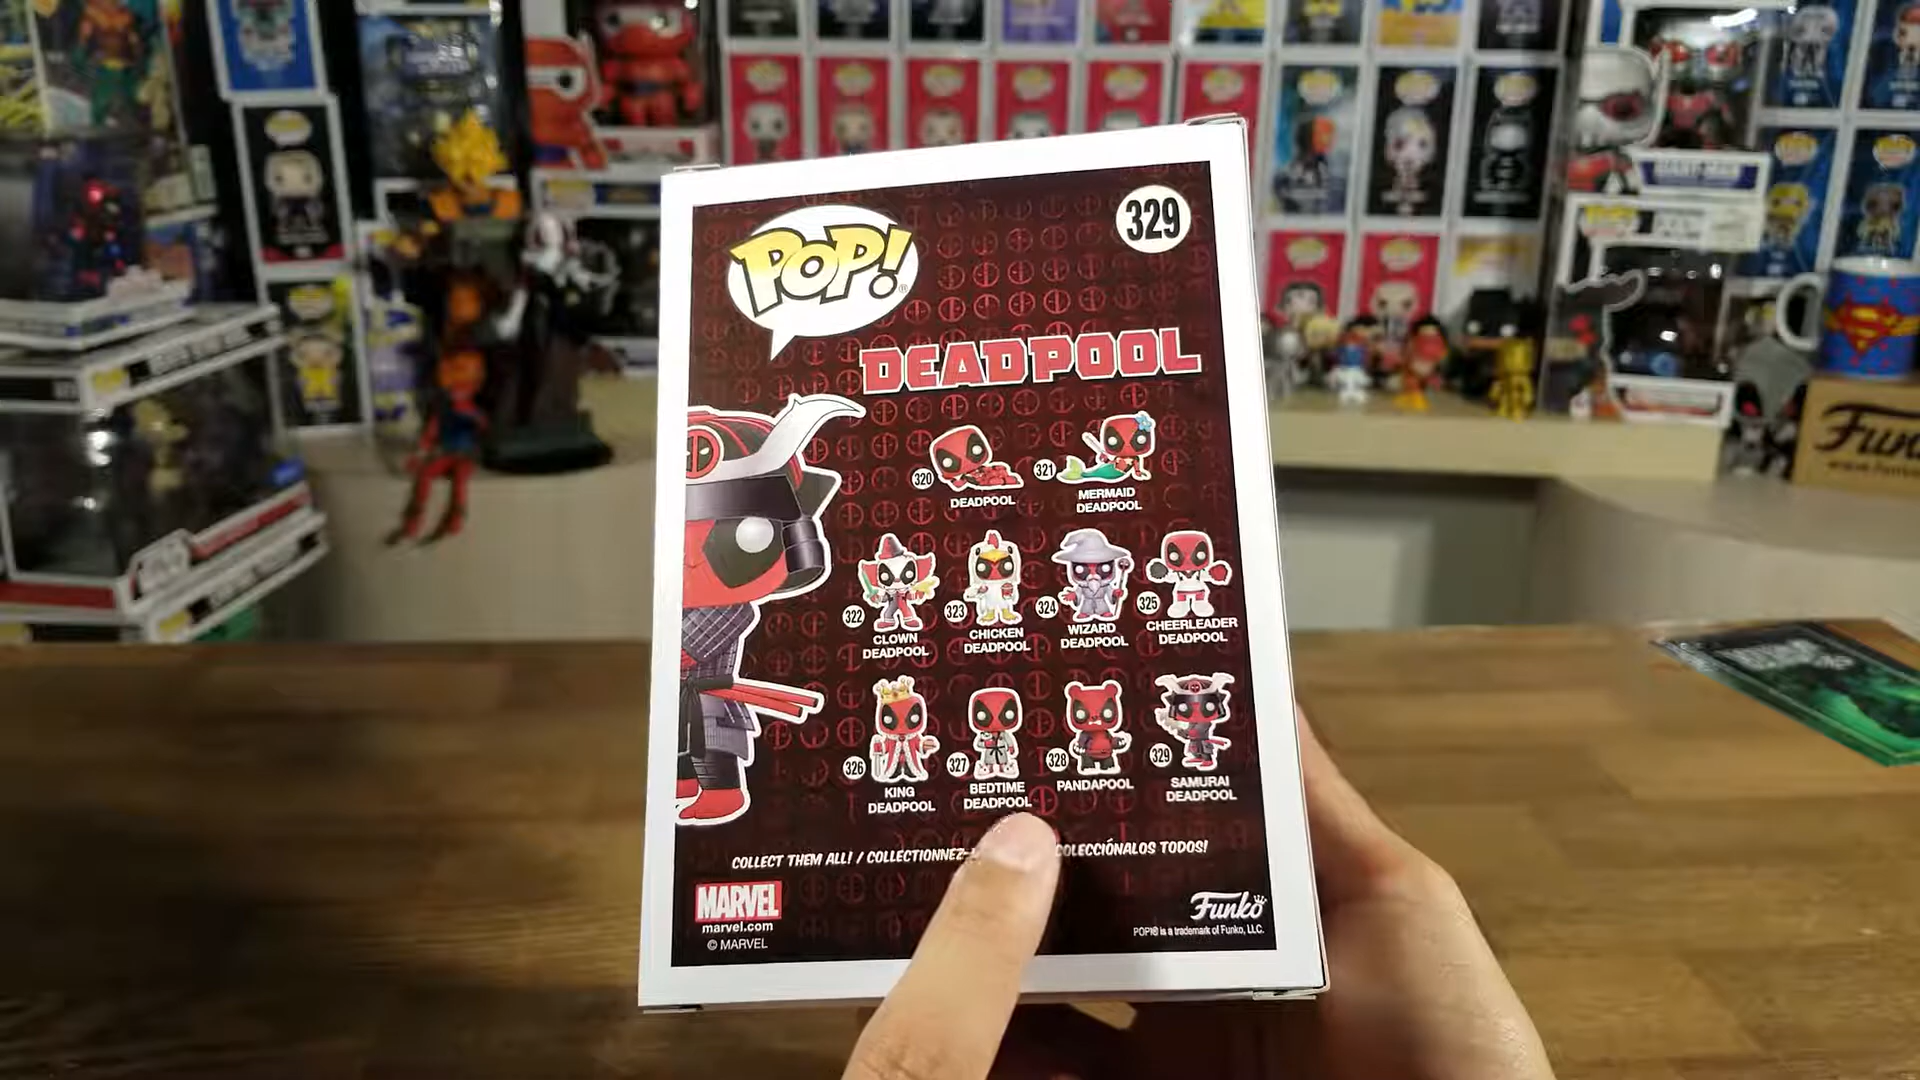 POP!
329
DEADPOOL
320
DEADPOOL
321
MERMAID
DEADPOOL
322
CLOWN
DEADPOOL
323
CHICKEN
DEADPOOL
324
WIZARD
DEADPOOL
325
CHEERLEADER
DEADPOOL
326
KING
DEADPOOL
327
BEDTIME
DEADPOOL
328
PANDAPOOL
329
SAMURAI
DEADPOOL
COLLECT THEM ALL! / COLLECTIONNEZ- COLECCIÓNALOS TODOS!
MARVEL
marvel.com
© MARVEL
Funko
POP!® is a trademark of Funko, LLC.
GIANT-MAN